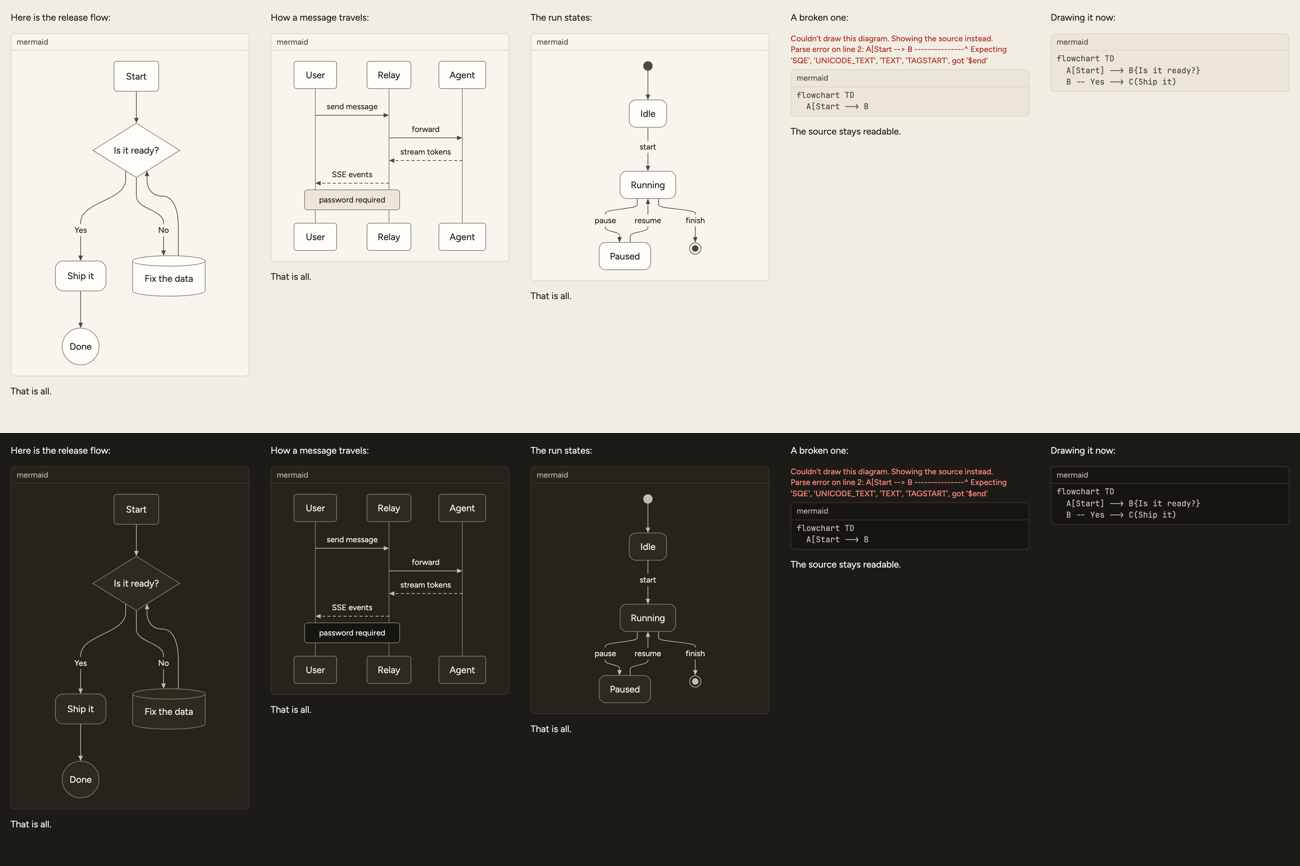 Here is the release flow:
mermaid
Start
Is it ready?
Yes
No
Ship it
Fix the data
Done
That is all.
How a message travels:
mermaid
User
Relay
Agent
send message
forward
stream tokens
SSE events
password required
User
Relay
Agent
That is all.
The run states:
mermaid
Idle
start
Running
pause
resume
finish
Paused
That is all.
A broken one:
Couldn't draw this diagram. Showing the source instead.
Parse error on line 2: A[Start --> B ---------------^ Expecting
'SQE', 'UNICODE_TEXT', 'TEXT', 'TAGSTART', got '$end'
mermaid
flowchart TD
A[Start --> B
The source stays readable.
Drawing it now:
mermaid
flowchart TD
A[Start] --> B{Is it ready?}
B -- Yes --> C(Ship it)
Here is the release flow:
mermaid
Start
Is it ready?
Yes
No
Ship it
Fix the data
Done
That is all.
How a message travels:
mermaid
User
Relay
Agent
send message
forward
stream tokens
SSE events
password required
User
Relay
Agent
That is all.
The run states:
mermaid
Idle
start
Running
pause
resume
finish
Paused
That is all.
A broken one:
Couldn't draw this diagram. Showing the source instead.
Parse error on line 2: A[Start --> B ---------------^ Expecting
'SQE', 'UNICODE_TEXT', 'TEXT', 'TAGSTART', got '$end'
mermaid
flowchart TD
A[Start --> B
The source stays readable.
Drawing it now:
mermaid
flowchart TD
A[Start] --> B{Is it ready?}
B -- Yes --> C(Ship it)